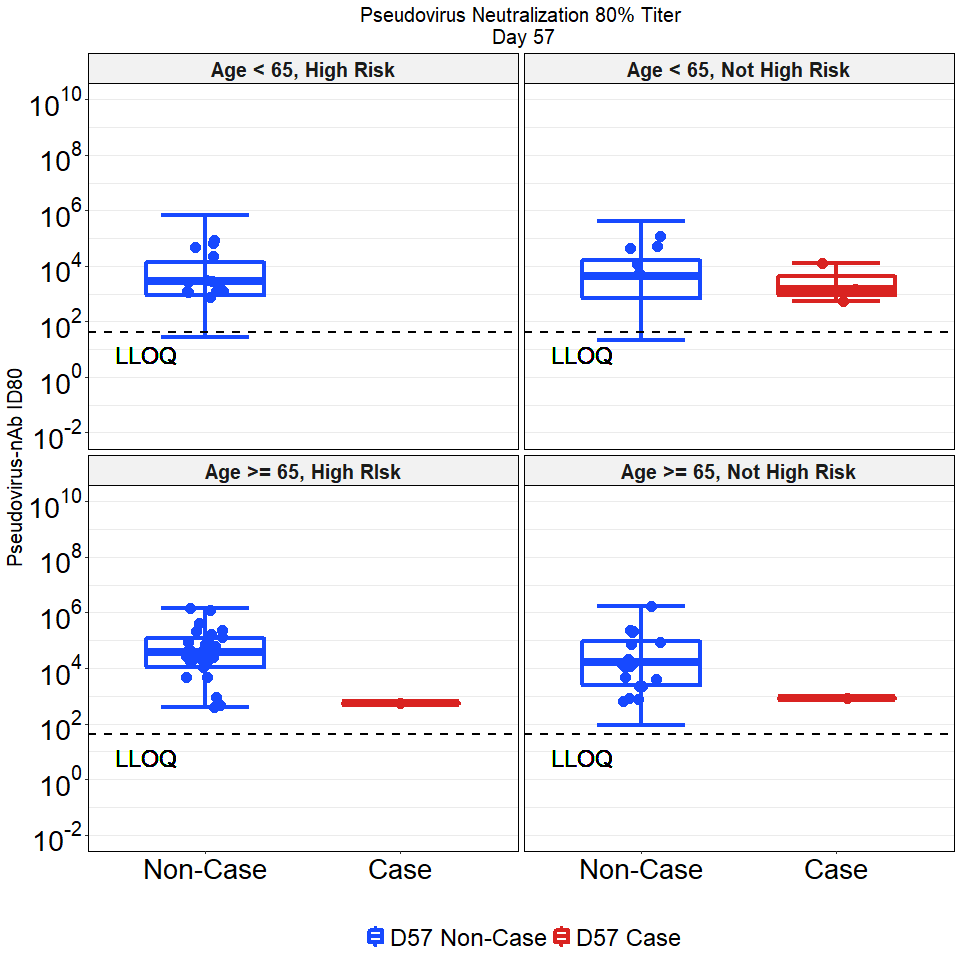 Pseudovirus Neutralization 80% Titer
Day 57
Age < 65, High Risk
Age < 65, Not High Risk
10^10
10^8
10^6
10^4
10^2
10^0
10^-2
LLOQ
LLOQ
Pseudovirus-nAb ID80
Age >= 65, High RIsk
Age >= 65, Not High Risk
10^10
10^8
10^6
10^4
10^2
10^0
10^-2
LLOQ
LLOQ
Non-Case Case Non-Case Case
D57 Non-Case D57 Case